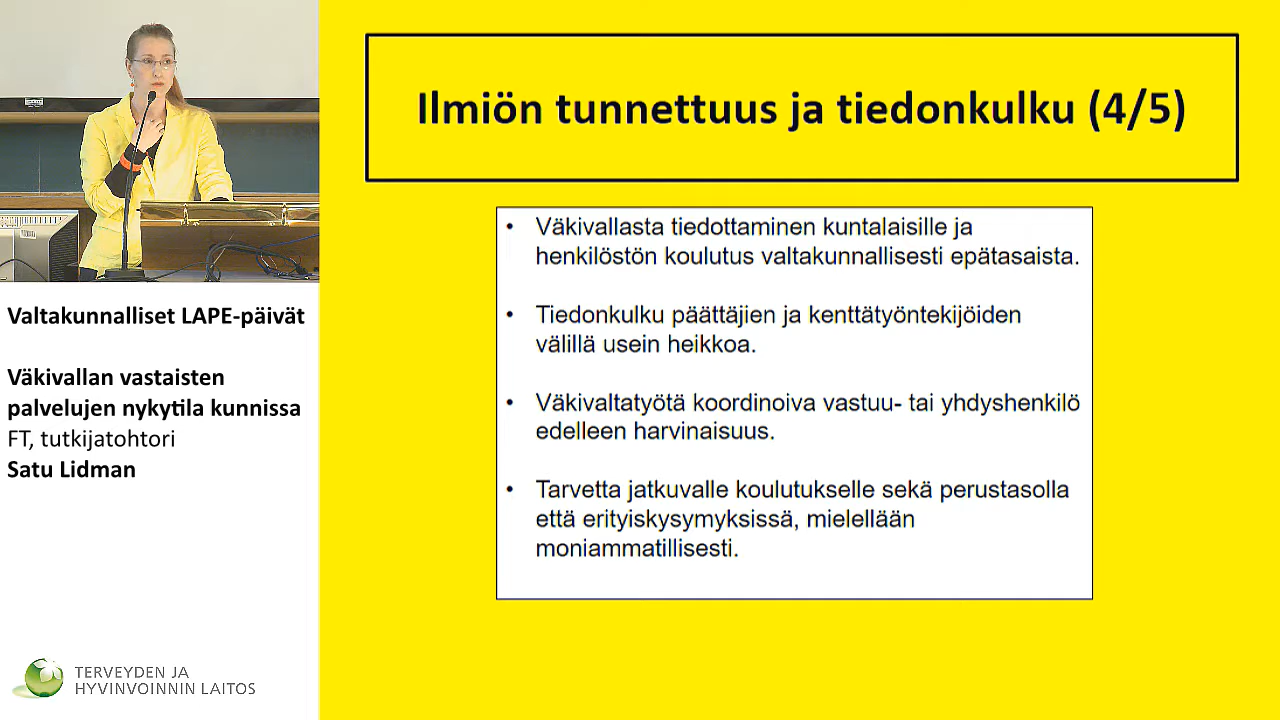 Ilmiön tunnettuus ja tiedonkulku (4/5)
• Väkivallasta tiedottaminen kuntalaisille ja
henkilöstön koulutus valtakunnallisesti epätasaista.
• Tiedonkulku päättäjien ja kenttätyöntekijöiden
välillä usein heikkoa.
• Väkivaltatyötä koordinoiva vastuu- tai yhdyshenkilö
edelleen harvinaisuus.
• Tarvetta jatkuvalle koulutukselle sekä perustasolla
että erityiskysymyksissä, mielellään
moniammatillisesti.
Valtakunnalliset LAPE-päivät
Väkivallan vastaisten
palvelujen nykytila kunnissa
FT, tutkijatohtori
Satu Lidman
TERVEYDEN JA
HYVINVOINNIN LAITOS